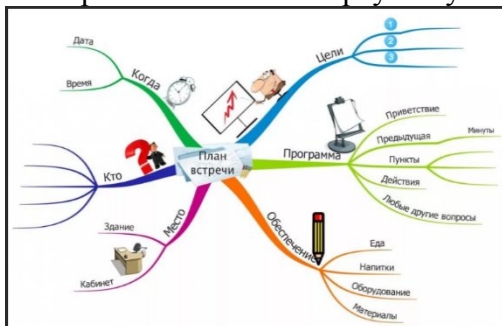 Дата
Время
Когда
Кто
Здание
Кабинет
Место
План
встречи
Цели
1
2
3
Программа
Приветствие
Предыдущая
Минуты
Пункты
Действия
Любые другие вопросы
Обеспечение
Еда
Напитки
Оборудование
Материалы